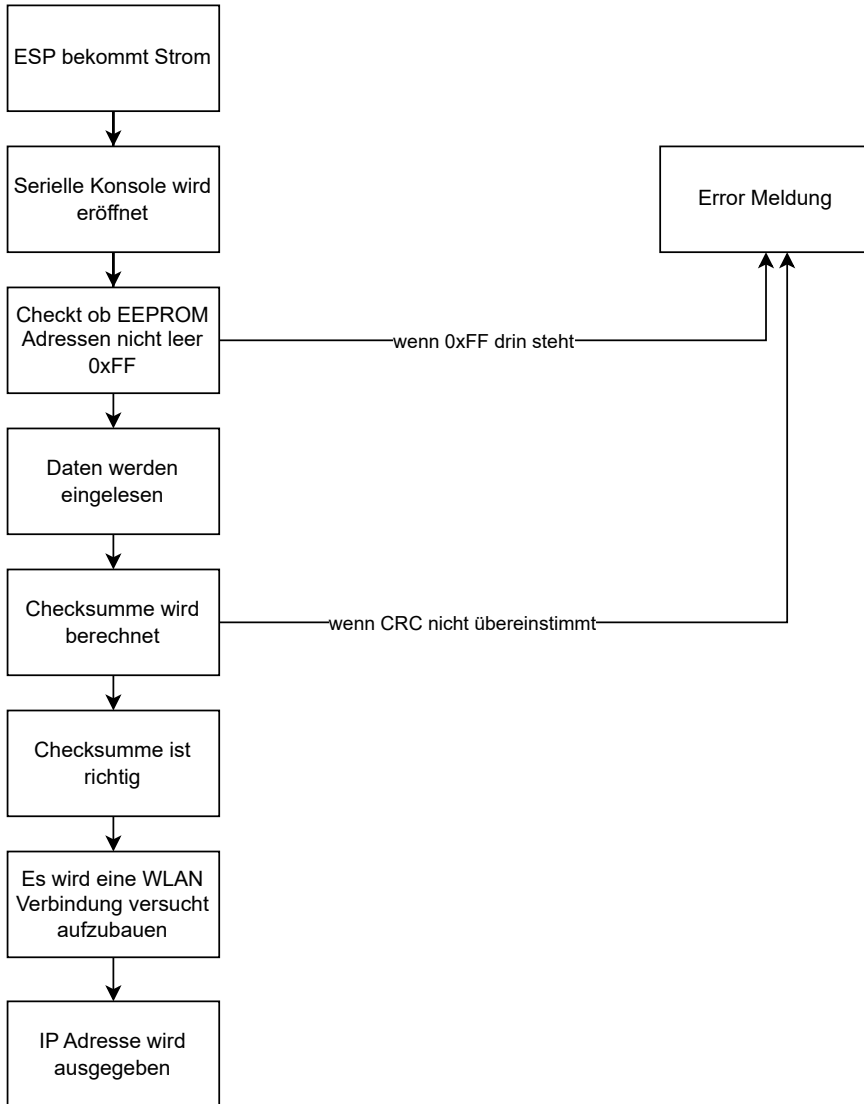 ESP bekommt Strom
Serielle Konsole wird
eröffnet
Error Meldung
Checkt ob EEPROM
Adressen nicht leer
0xFF
wenn 0xFF drin steht
Daten werden
eingelesen
Checksumme wird
berechnet
wenn CRC nicht übereinstimmt
Checksumme ist
richtig
Es wird eine WLAN
Verbindung versucht
aufzubauen
IP Adresse wird
ausgegeben